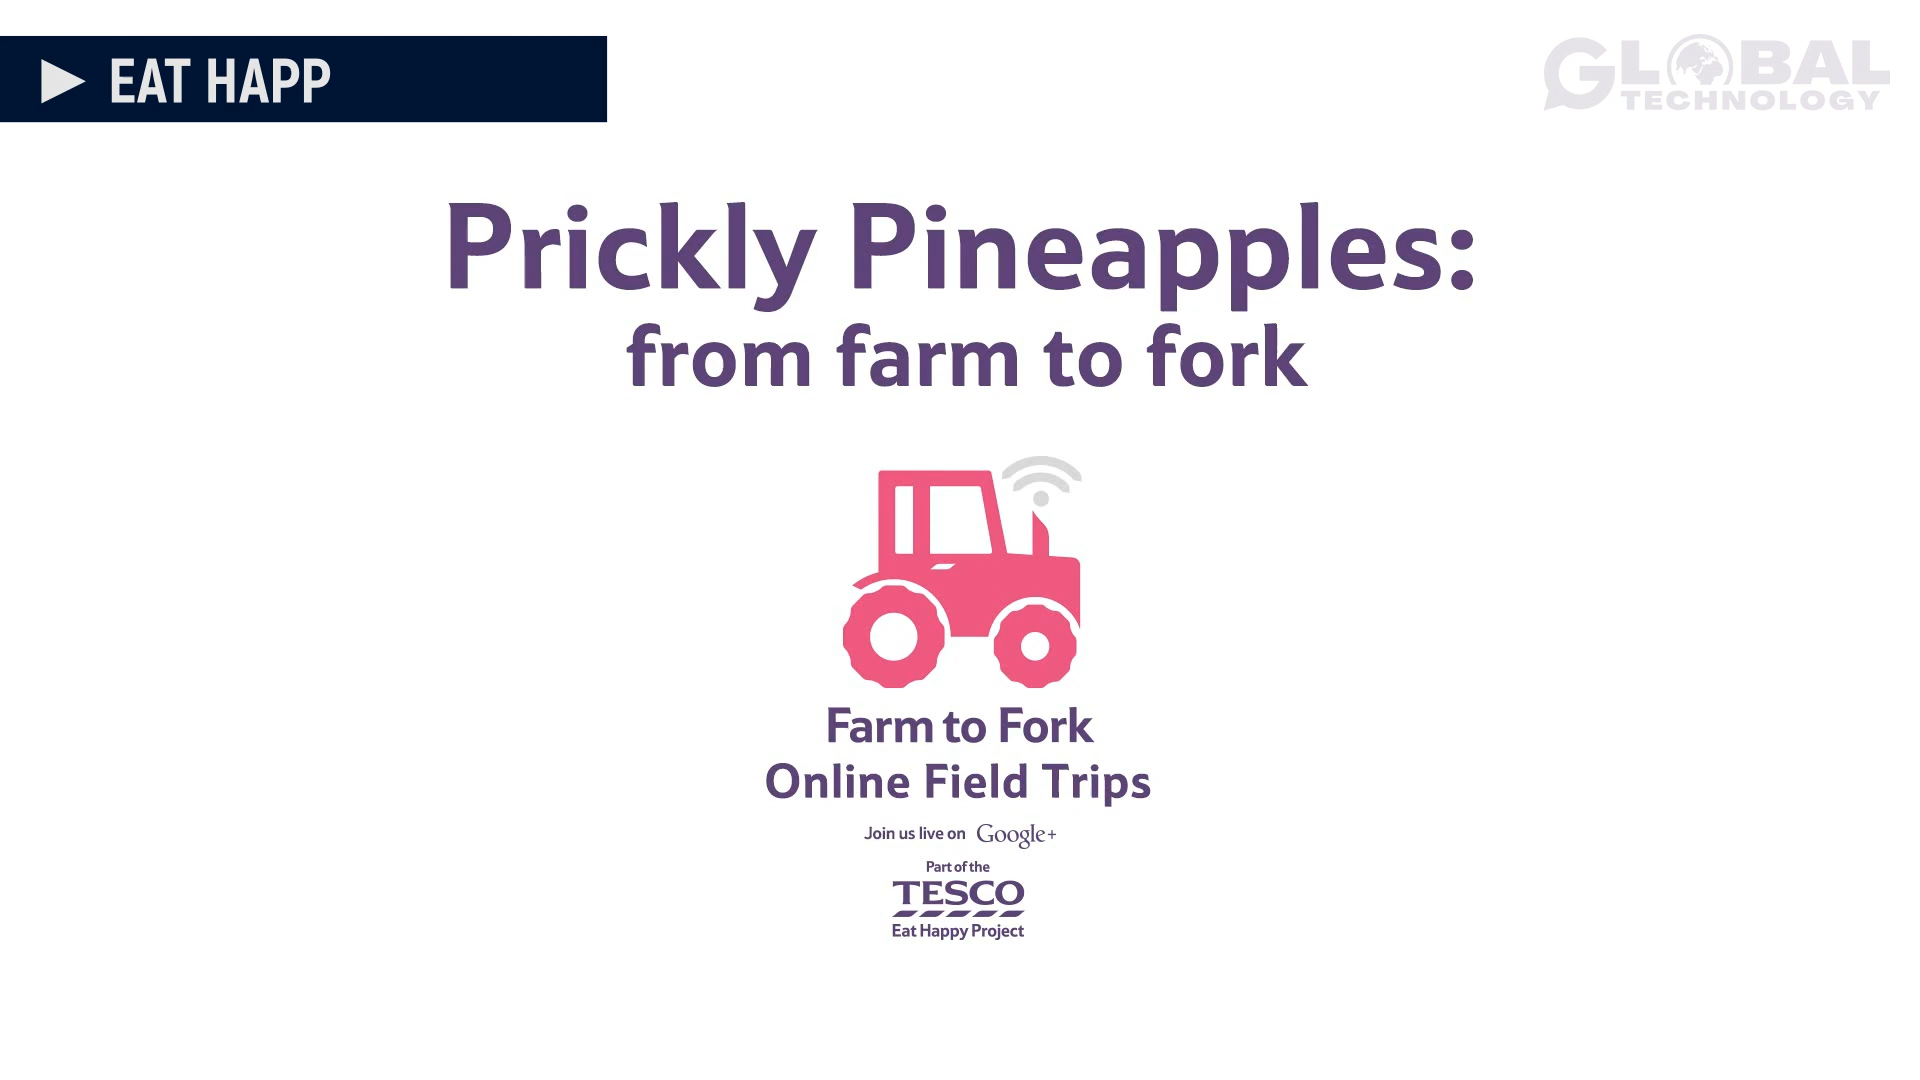 EAT HAPP
GLOBAL
TECHNOLOGY
Prickly Pineapples:
from farm to fork
Farm to Fork
Online Field Trips
Join us live on Google+
Part of the
TESCO
Eat Happy Project